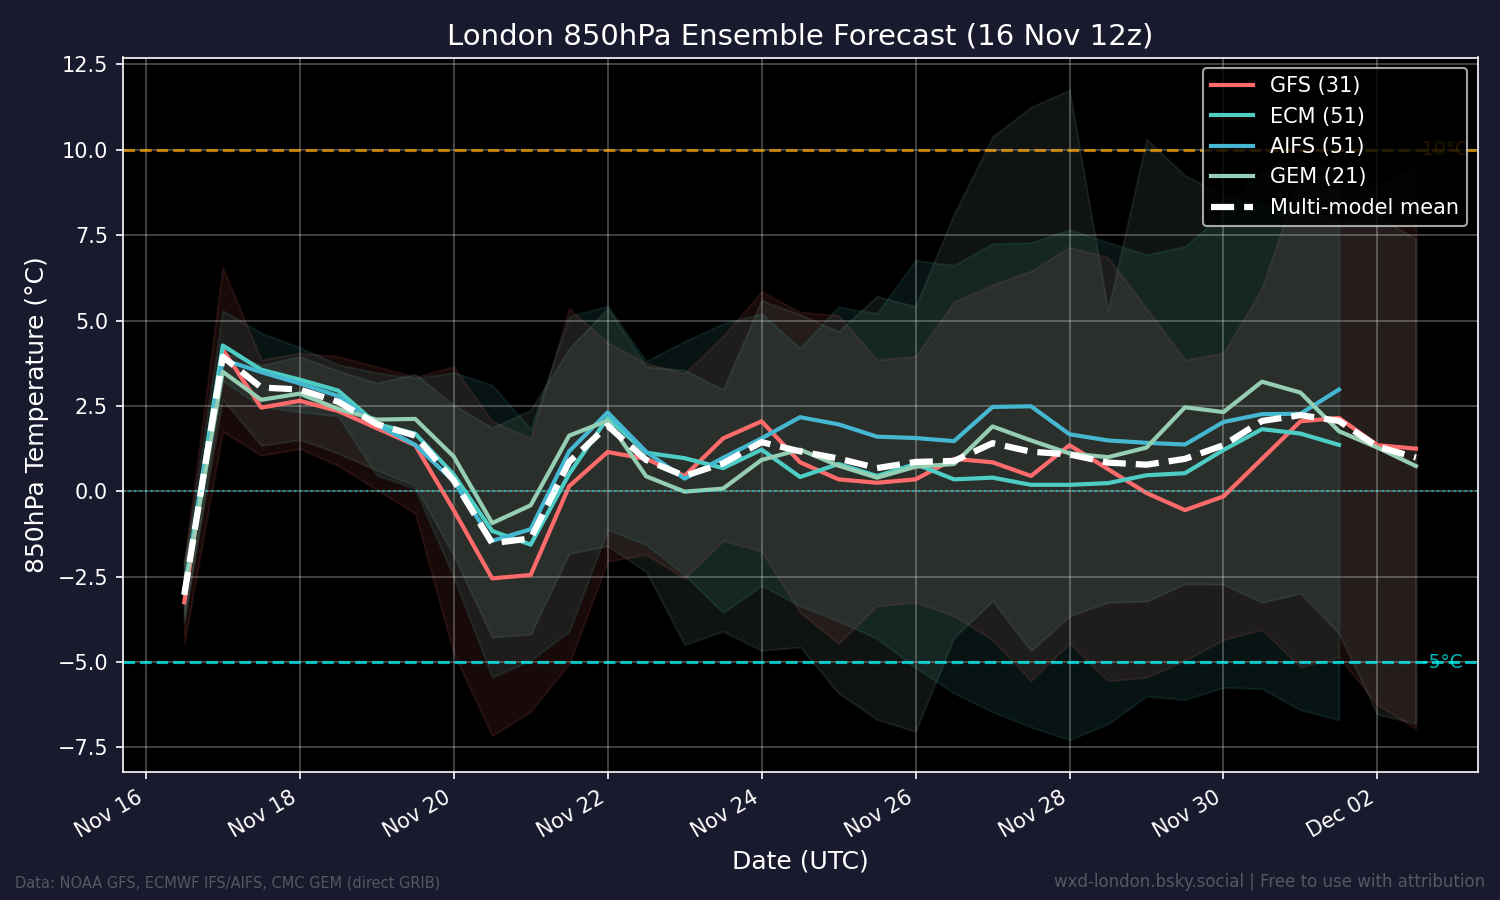 London 850hPa Ensemble Forecast (16 Nov 12z)
12.5
10.0
7.5
5.0
2.5
0.0
−2.5
−5.0
−7.5
850hPa Temperature (°C)
GFS (31)
ECM (51)
AIFS (51)
GEM (21)
Multi-model mean
10°C
-5°C
Nov 16
Nov 18
Nov 20
Nov 22
Nov 24
Nov 26
Nov 28
Nov 30
Dec 02
Date (UTC)
Data: NOAA GFS, ECMWF IFS/AIFS, CMC GEM (direct GRIB)
wxd-london.bsky.social | Free to use with attribution